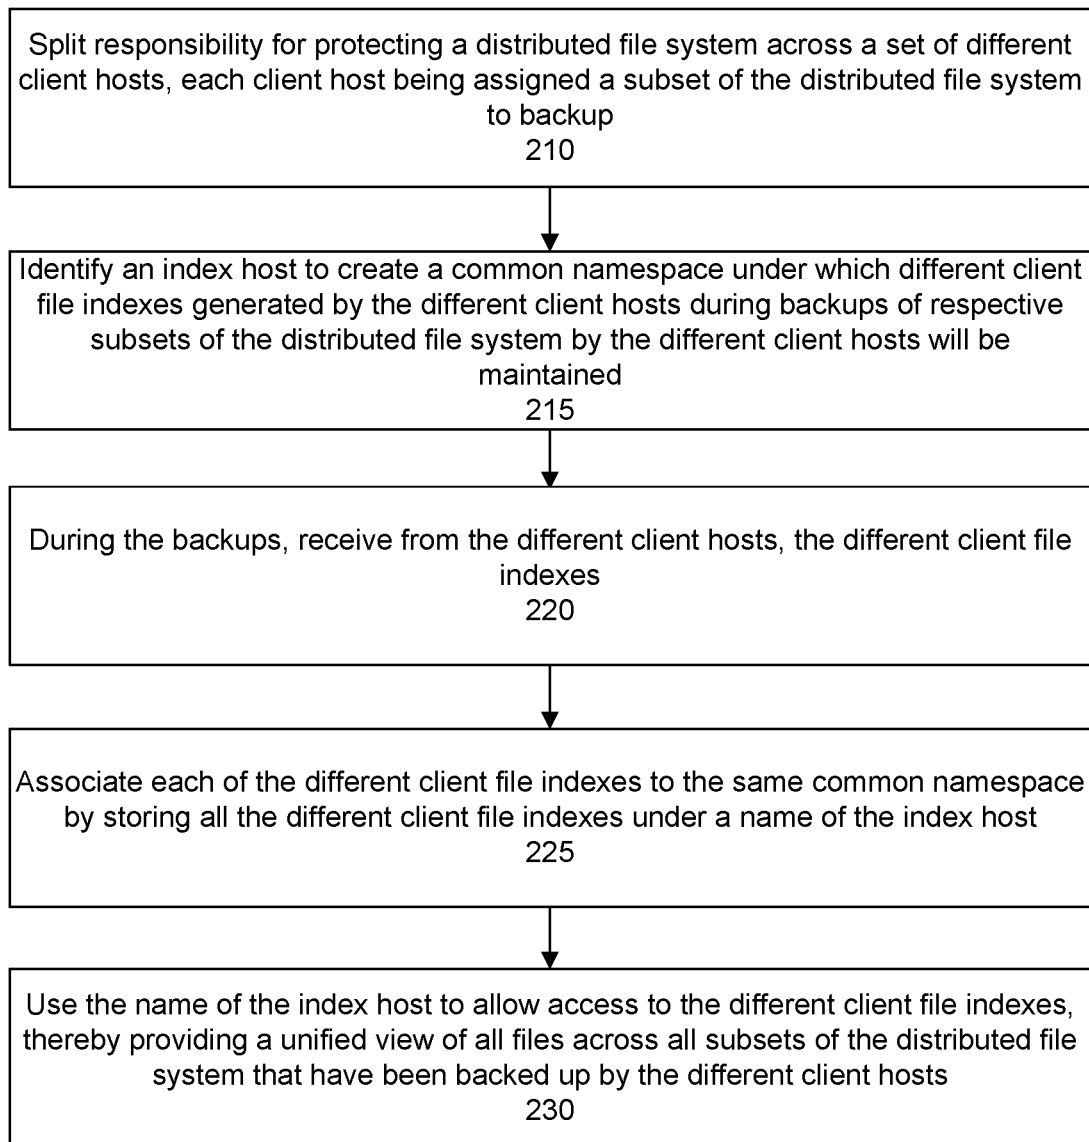 Split responsibility for protecting a distributed file system across a set of different
client hosts, each client host being assigned a subset of the distributed file system
to backup
210
Identify an index host to create a common namespace under which different client
file indexes generated by the different client hosts during backups of respective
subsets of the distributed file system by the different client hosts will be
maintained
215
During the backups, receive from the different client hosts, the different client file
indexes
220
Associate each of the different client file indexes to the same common namespace
by storing all the different client file indexes under a name of the index host
225
Use the name of the index host to allow access to the different client file indexes,
thereby providing a unified view of all files across all subsets of the distributed file
system that have been backed up by the different client hosts
230